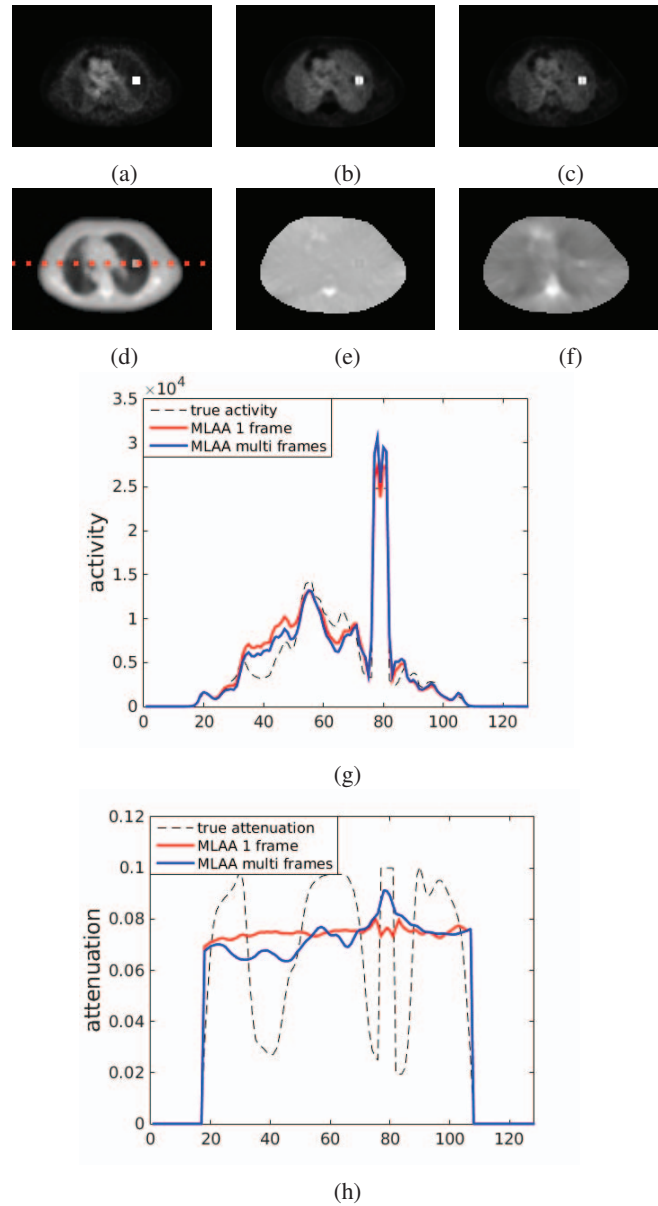 (a) (b) (c)
(d) (e) (f)
×10⁴
3.5
3
2.5
2
1.5
1
0.5
0
activity
true activity
MLAA 1 frame
MLAA multi frames
0 20 40 60 80 100 120
(g)
0.12
0.1
0.08
0.06
0.04
0.02
0
attenuation
true attenuation
MLAA 1 frame
MLAA multi frames
0 20 40 60 80 100 120
(h)